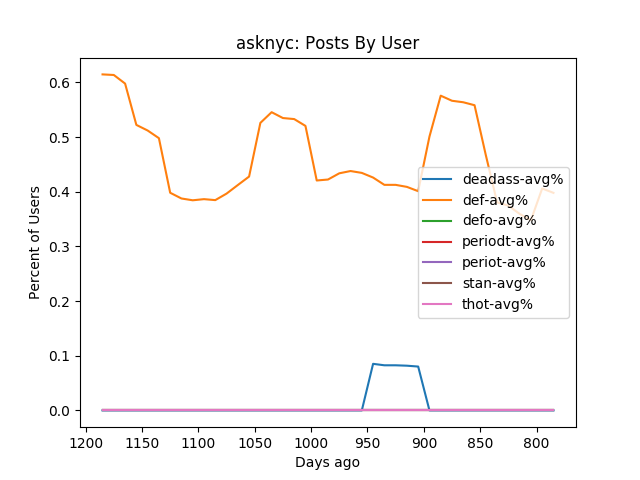 asknyc: Posts By User
Percent of Users
0.6
0.5
0.4
0.3
0.2
0.1
0.0
deadass-avg%
def-avg%
defo-avg%
periodt-avg%
periot-avg%
stan-avg%
thot-avg%
1200 1150 1100 1050 1000 950 900 850 800
Days ago